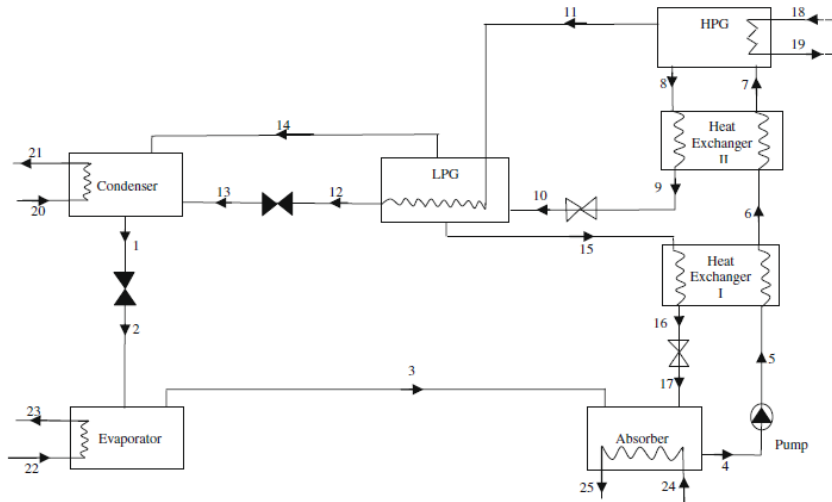 11
18
HPG
19
8
7
14
Heat
Exchanger
II
21
Condenser
LPG
13
12
10
9
20
6
1
15
Heat
Exchanger
I
2
16
5
3
17
23
Evaporator
Absorber
Pump
22
4
25
24